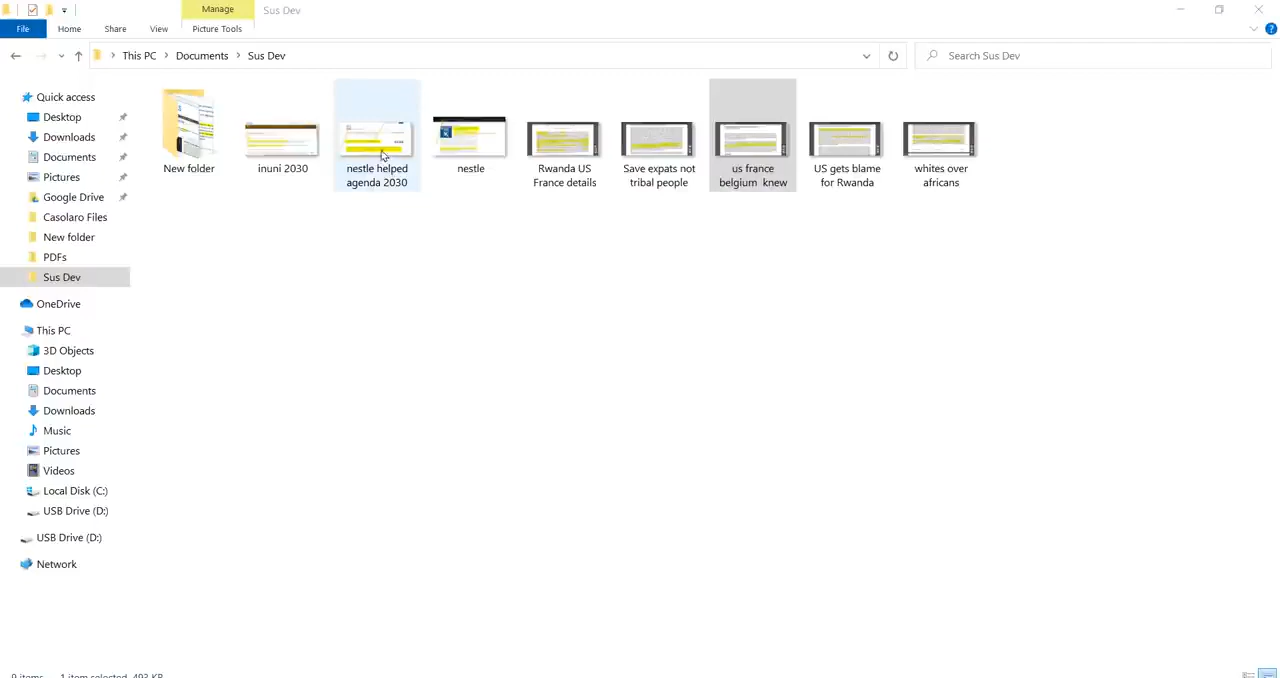 Manage
Sus Dev
File
Home
Share
View
Picture Tools
This PC
Documents
Sus Dev
Search Sus Dev
Quick access
Desktop
Downloads
Documents
Pictures
Google Drive
Casolaro Files
New folder
PDFs
Sus Dev
OneDrive
This PC
3D Objects
Desktop
Documents
Downloads
Music
Pictures
Videos
Local Disk (C:)
USB Drive (D:)
USB Drive (D:)
Network
New folder
inuni 2030
nestle helped
agenda 2030
nestle
Rwanda US
France details
Save expats not
tribal people
us france
belgium knew
US gets blame
for Rwanda
whites over
africans
9 items
1 item selected 493 KB